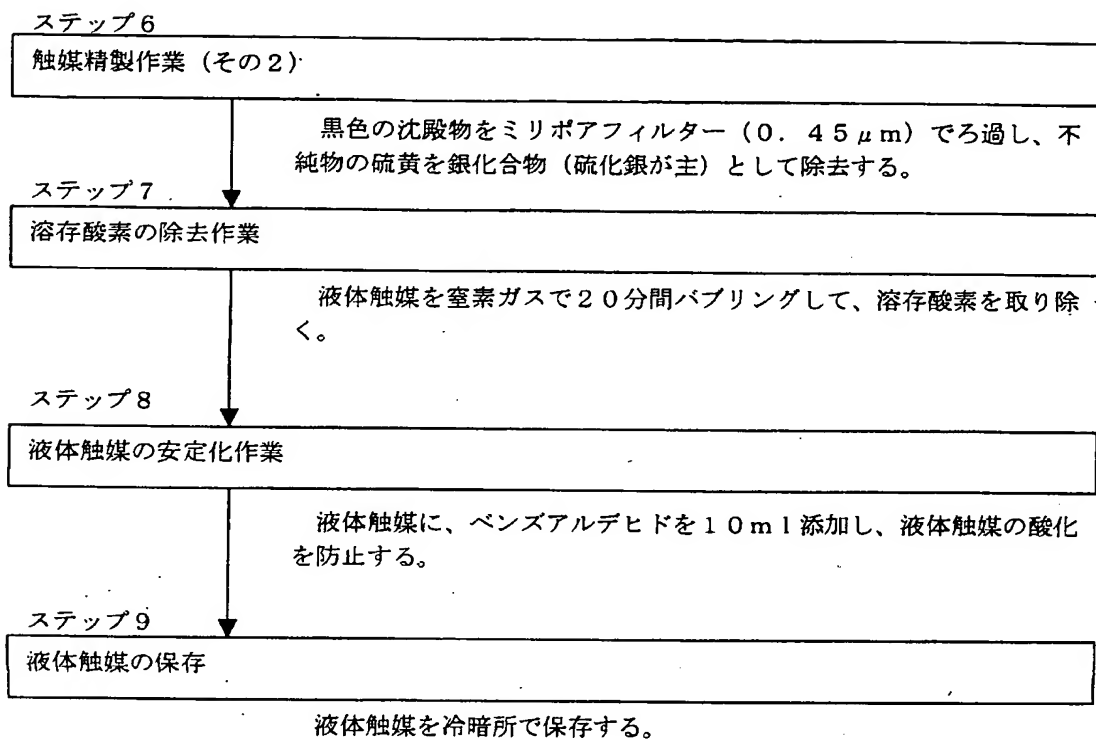 ステップ6
触媒精製作業（その2）
黒色の沈殿物をミリポアフィルター（0．45μm）でろ過し、不
純物の硫黄を銀化合物（硫化銀が主）として除去する。
ステップ7
溶存酸素の除去作業
液体触媒を窒素ガスで20分間バブリングして、溶存酸素を取り除
く。
ステップ8
液体触媒の安定化作業
液体触媒に、ベンズアルデヒドを10ml添加し、液体触媒の酸化
を防止する。
ステップ9
液体触媒の保存
液体触媒を冷暗所で保存する。